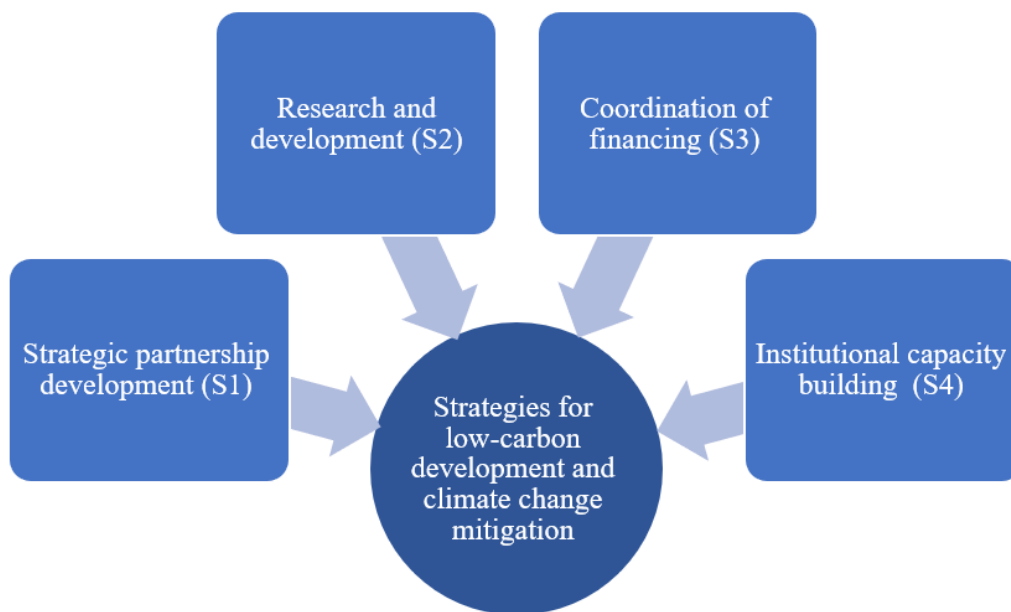 Research and
development (S2)
Coordination of
financing (S3)
Strategic partnership
development (S1)
Institutional capacity
building (S4)
Strategies for
low-carbon
development and
climate change
mitigation